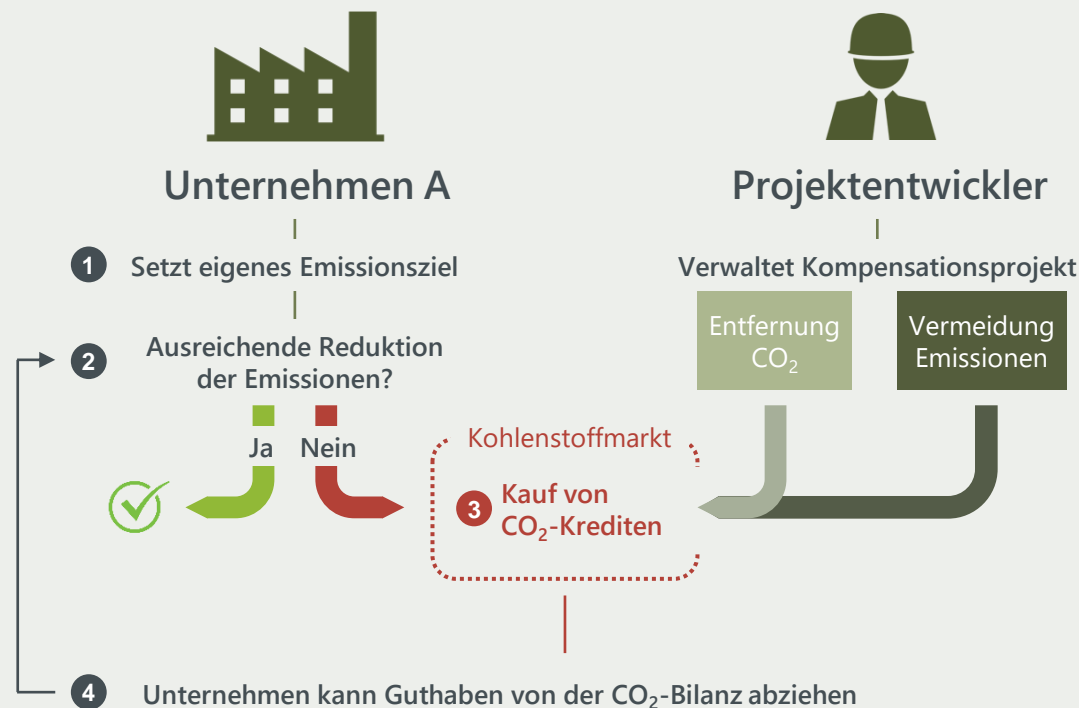 Unternehmen A
Projektentwickler
1 Setzt eigenes Emissionsziel
Verwaltet Kompensationsprojekt
Entfernung
CO₂
Vermeidung
Emissionen
2 Ausreichende Reduktion
der Emissionen?
Ja Nein
Kohlenstoffmarkt
3 Kauf von
CO₂-Krediten
4 Unternehmen kann Guthaben von der CO₂-Bilanz abziehen